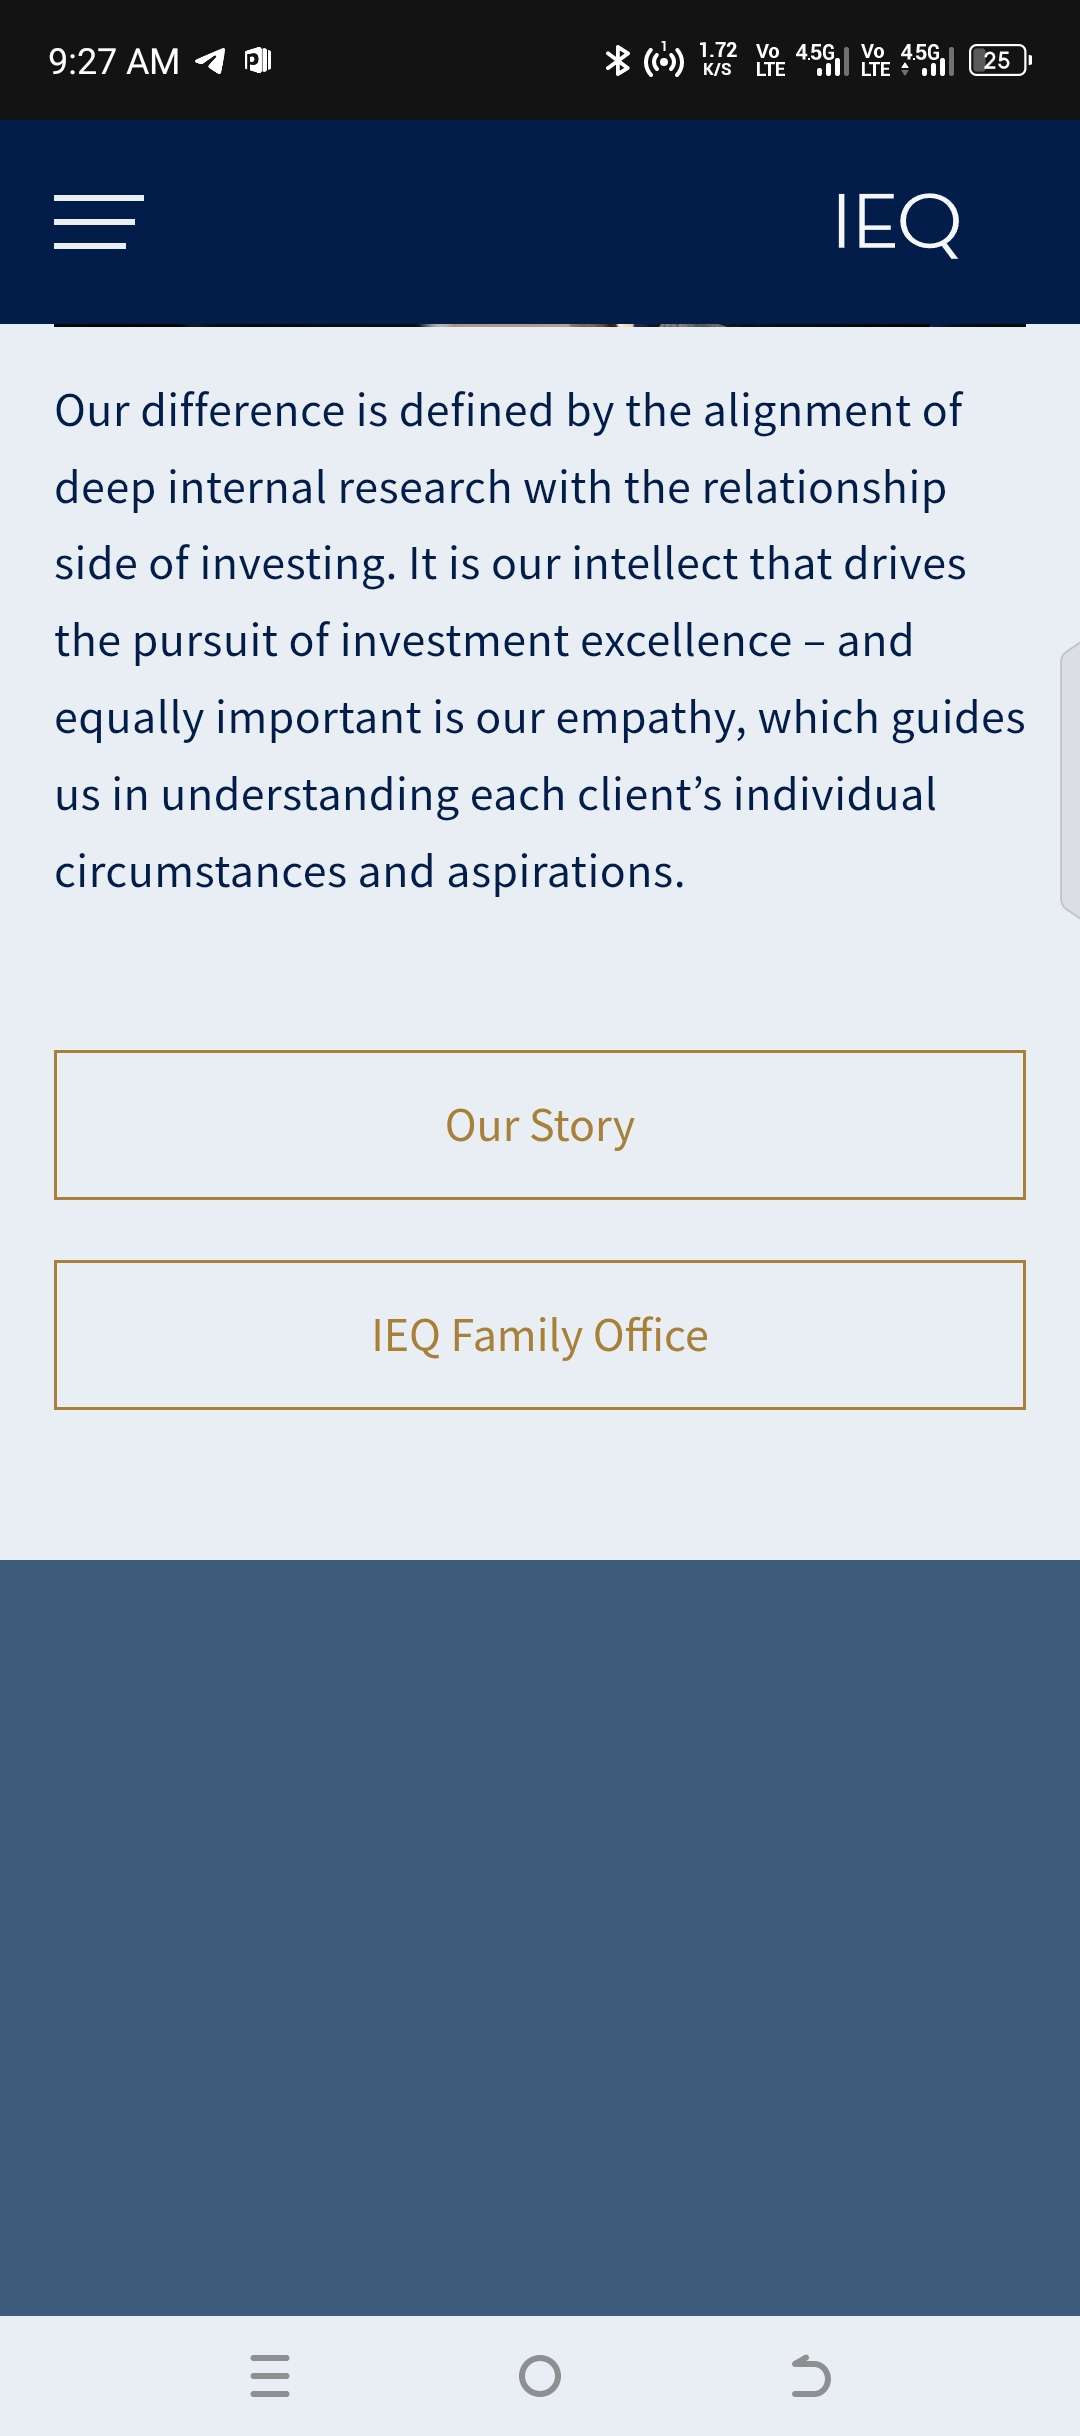 9:27 AM
1.72 K/S
Vo LTE 4.5G
Vo LTE 4.5G
25
IEQ
Our difference is defined by the alignment of
deep internal research with the relationship
side of investing. It is our intellect that drives
the pursuit of investment excellence – and
equally important is our empathy, which guides
us in understanding each client’s individual
circumstances and aspirations.
Our Story
IEQ Family Office